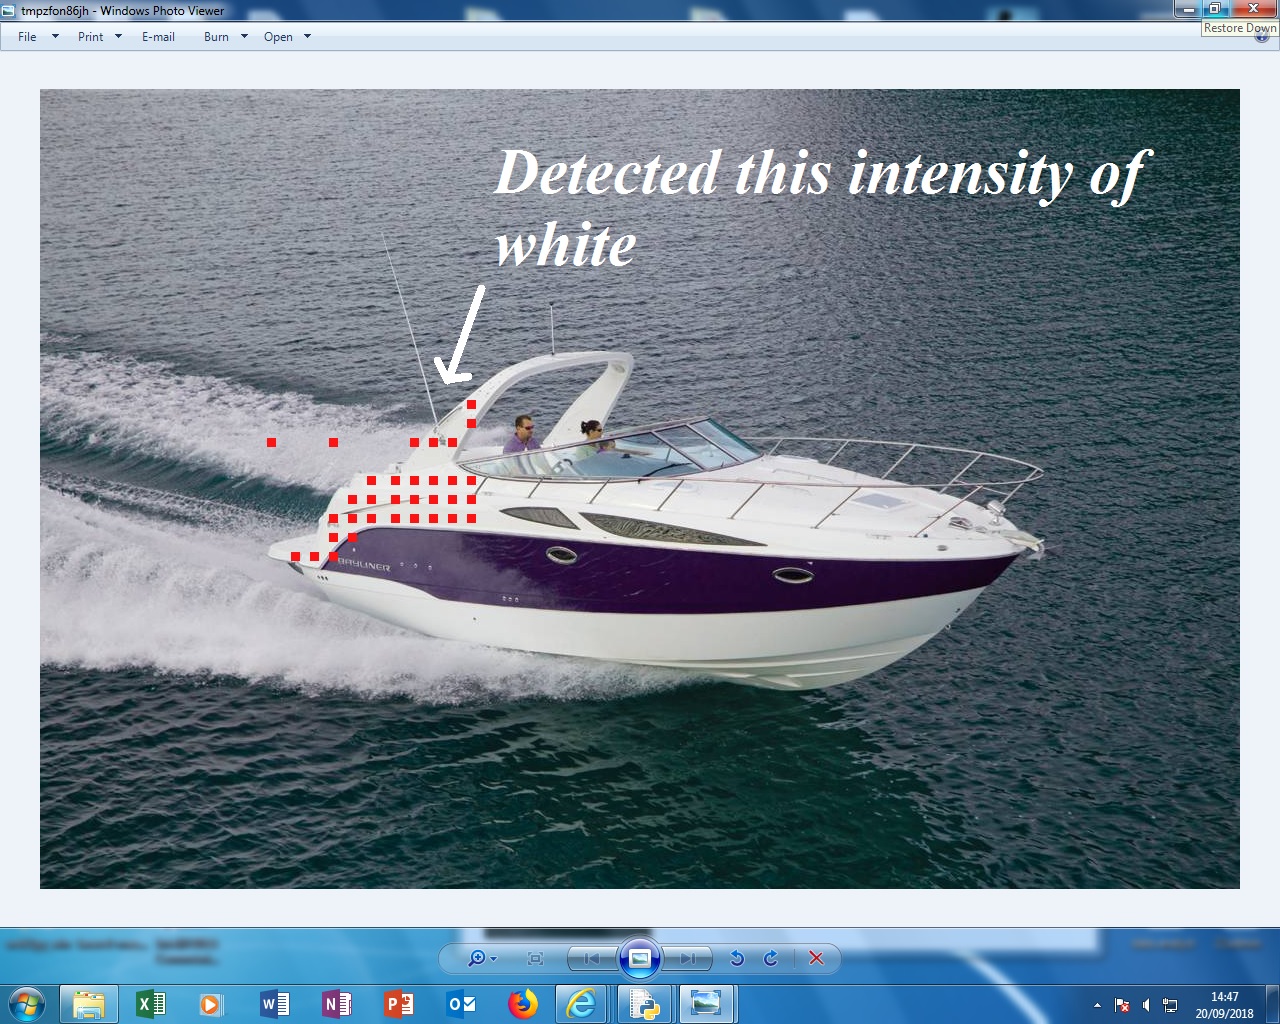 tmpzfon86jh - Windows Photo Viewer
Restore Down
File Print E-mail Burn Open
Detected this intensity of
white
BAYLINER
14:47
20/09/2018